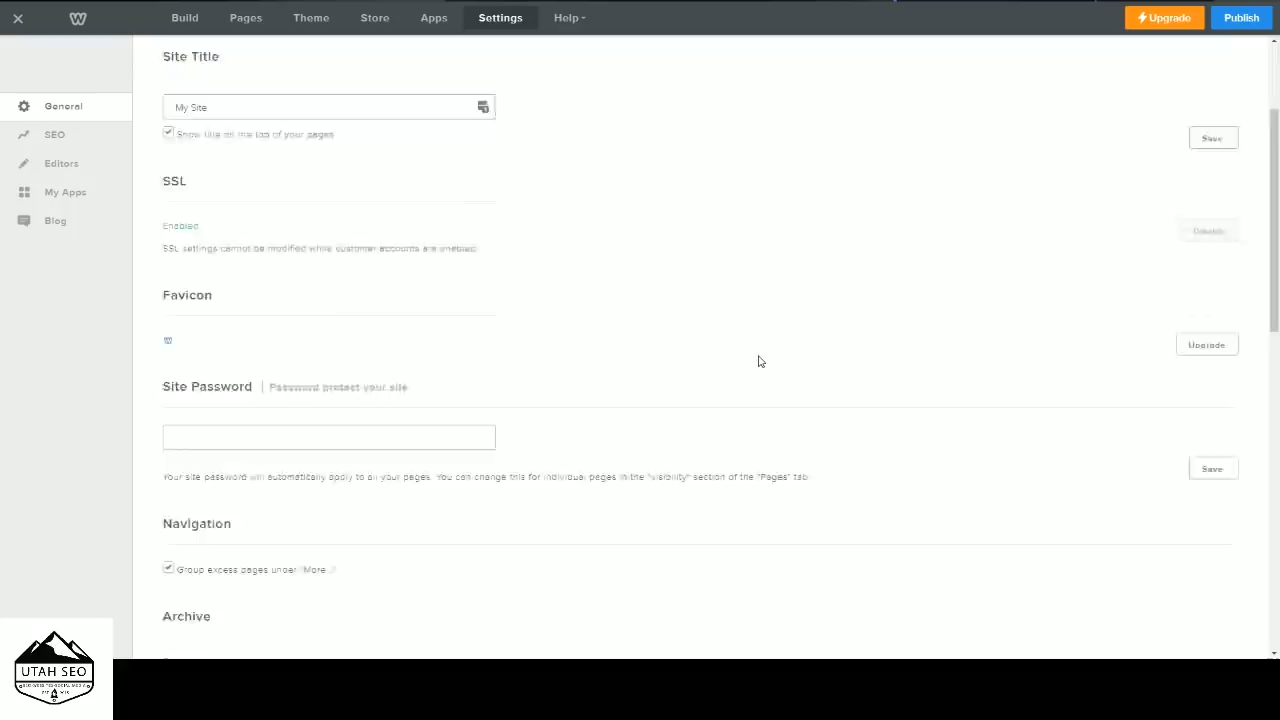 Build Pages Theme Store Apps Settings Help Upgrade Publish
Site Title
General
My Site
SEO
Show title at the top of your pages
Save
Editors
SSL
My Apps
Blog
Enabled
SSL settings cannot be modified while customer accounts are enabled.
Favicon
Upgrade
Site Password | Password protect your site
Your site password will automatically apply to all your pages. You can change this for individual pages in the "visibility" section of the "Pages" tab
Save
Navigation
Group excess pages under "More..."
Archive
UTAH SEO